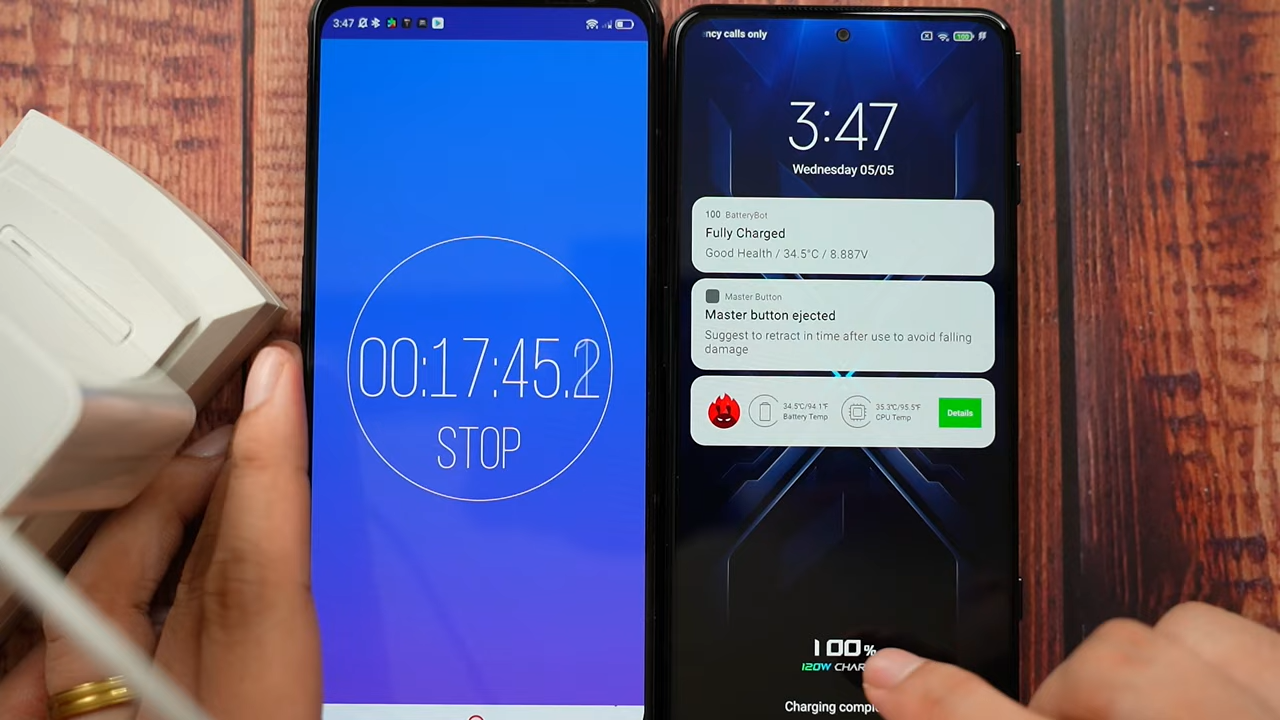 3:47
00:17:45.2
STOP
ncy calls only
100
3:47
Wednesday 05/05
100 BatteryBot
Fully Charged
Good Health / 34.5°C / 8.887V
Master Button
Master button ejected
Suggest to retract in time after use to avoid falling
damage
34.5°C/94.1°F
Battery Temp
35.3°C/95.5°F
CPU Temp
Details
100%
120W CHAR
Charging compl